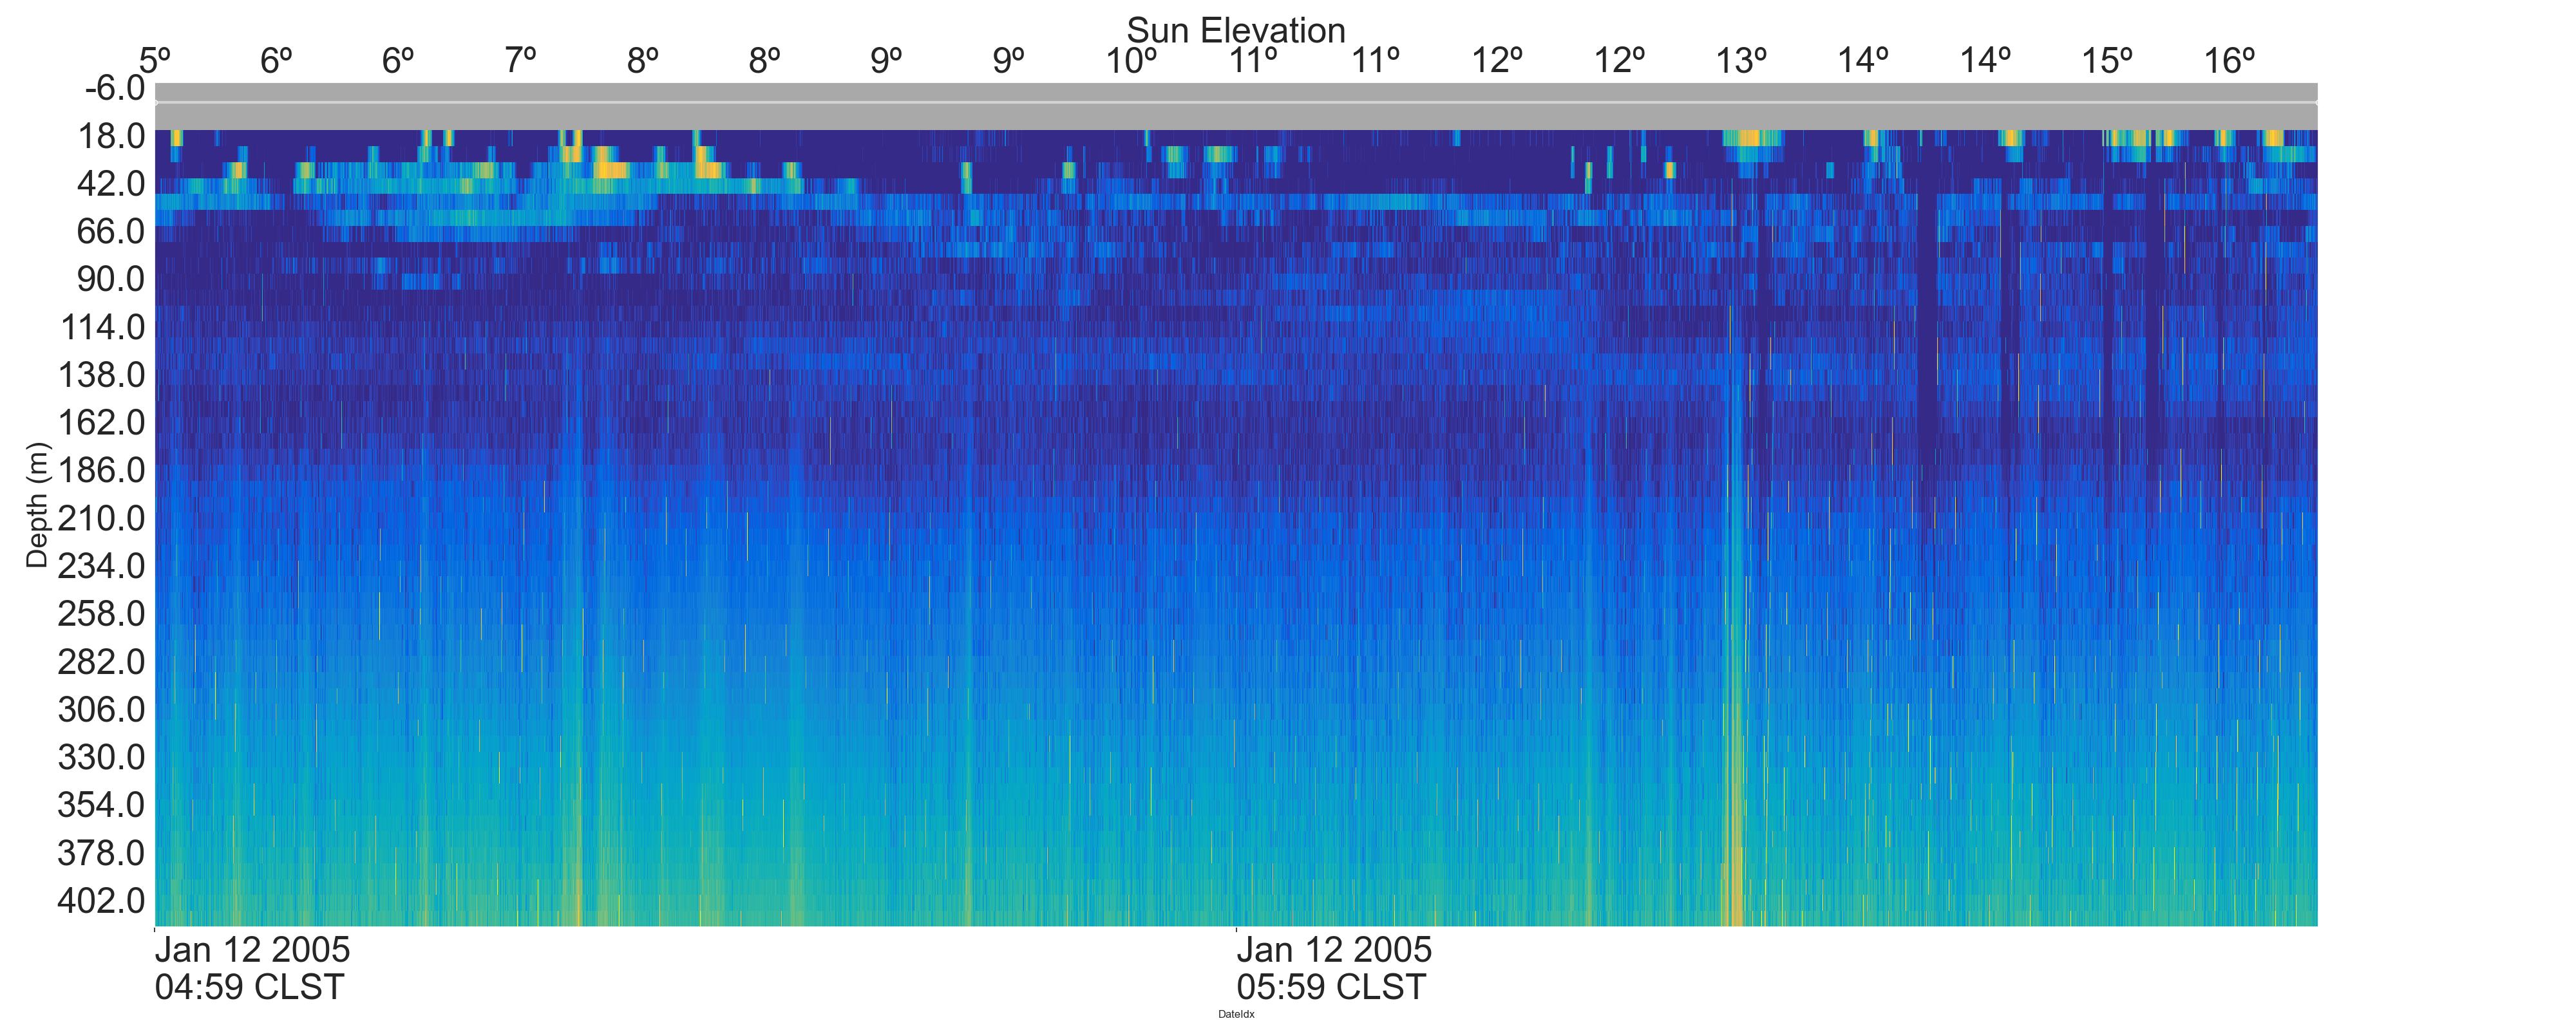 Sun Elevation
5º 6º 6º 7º 8º 8º 9º 9º 10º 11º 11º 12º 12º 13º 14º 14º 15º 16º
-6.0
18.0
42.0
66.0
90.0
114.0
138.0
162.0
186.0
210.0
234.0
258.0
282.0
306.0
330.0
354.0
378.0
402.0
Depth (m)
Jan 12 2005
04:59 CLST
Jan 12 2005
05:59 CLST
DateIdx